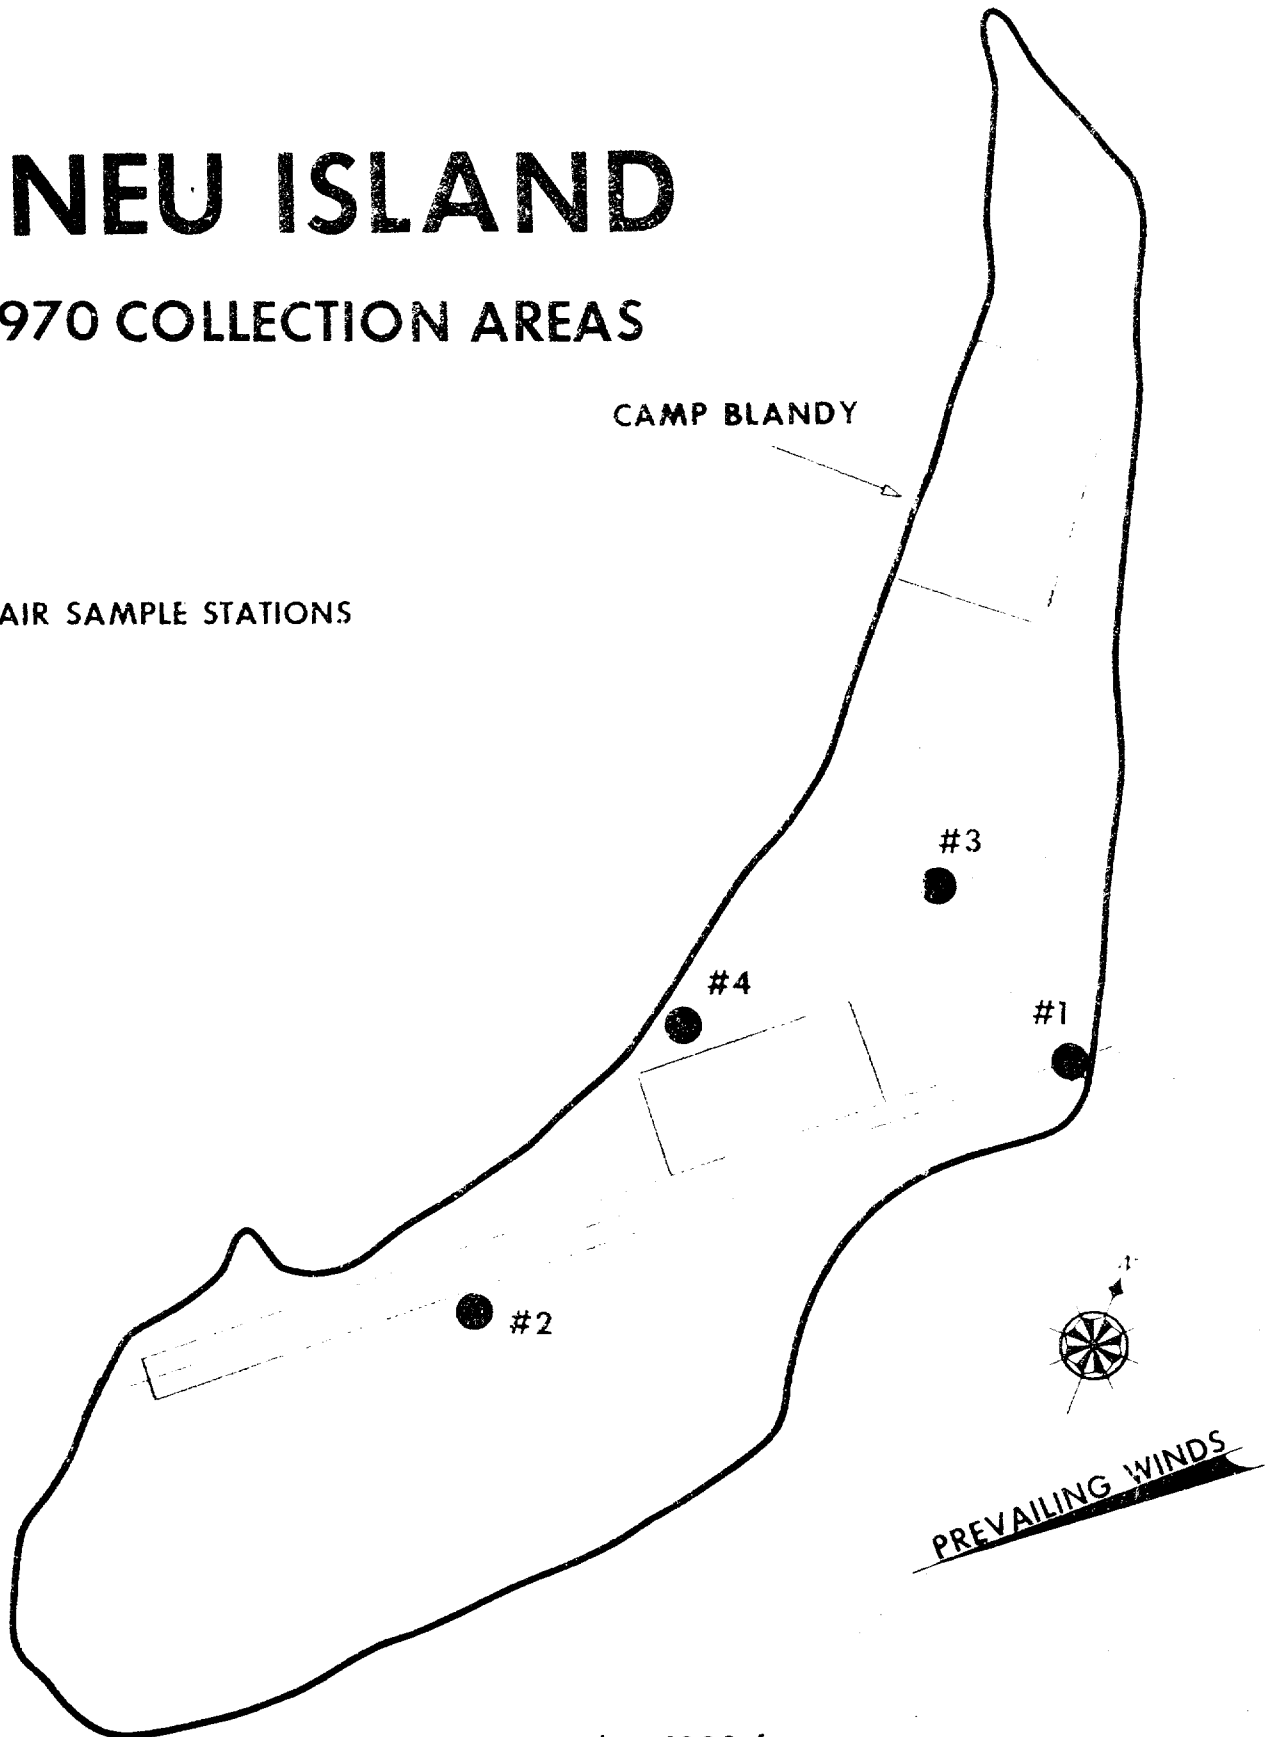 NEU ISLAND
970 COLLECTION AREAS
CAMP BLANDY
AIR SAMPLE STATIONS
#3
#4
#1
#2
PREVAILING WINDS